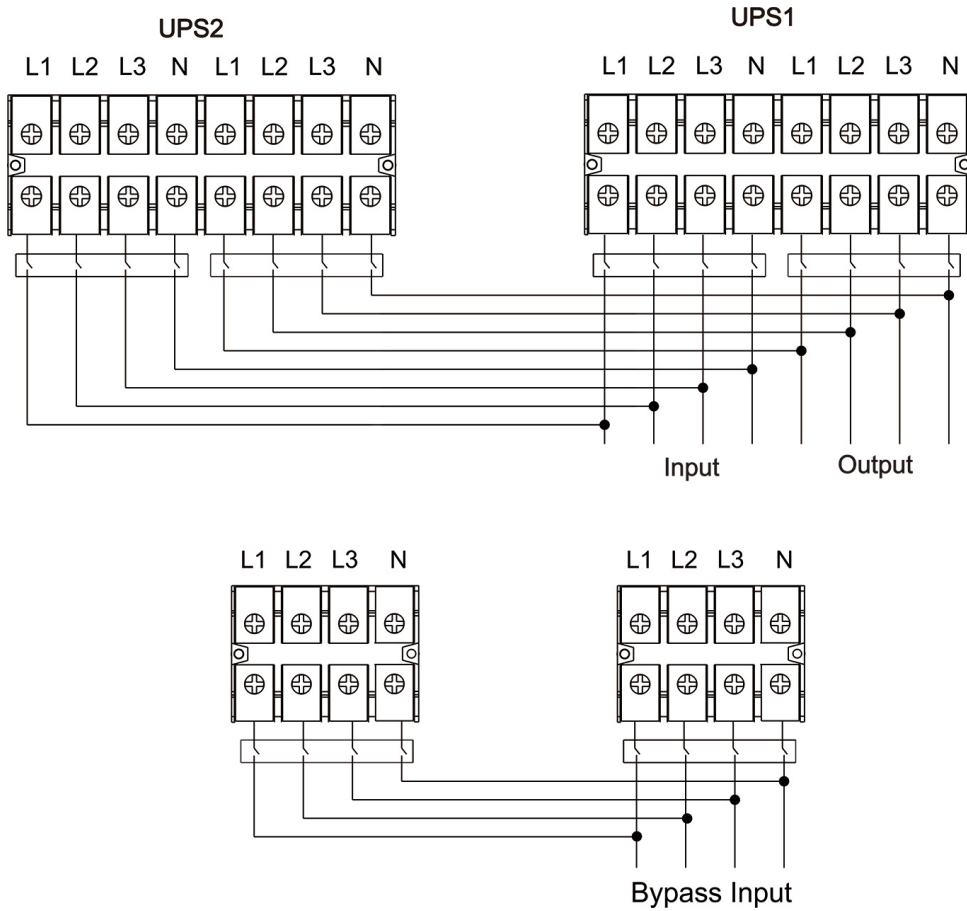 UPS2 UPS1
L1 L2 L3 N L1 L2 L3 N L1 L2 L3 N L1 L2 L3 N
Input Output
L1 L2 L3 N L1 L2 L3 N
Bypass Input